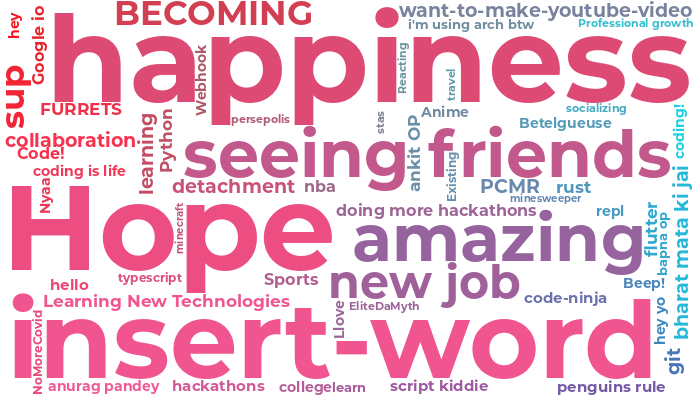 BECOMING
want-to-make-youtube-video
hey
Google io
happiness
i'm using arch btw
Professional growth
Webhook
Reacting
travel
sup
FURRETS
persepolis
stas
Anime
socializing
Betelgueuse
coding!
collaboration.
Code!
learning
Python
seeing friends
ankit OP
Existing
coding is life
Nyaa
detachment
nba
PCMR
rust
minesweeper
Hope
minecraft
doing more hackathons
repl
amazing
flutter
bapna op
bharat mata ki jai
hello
typescript
Sports
new job
code-ninja
Beep!
Learning New Technologies
Llove
EliteDaMyth
hey yo
NoMoreCovid
insert-word
git
anurag pandey
hackathons
collegelearn
script kiddie
penguins rule